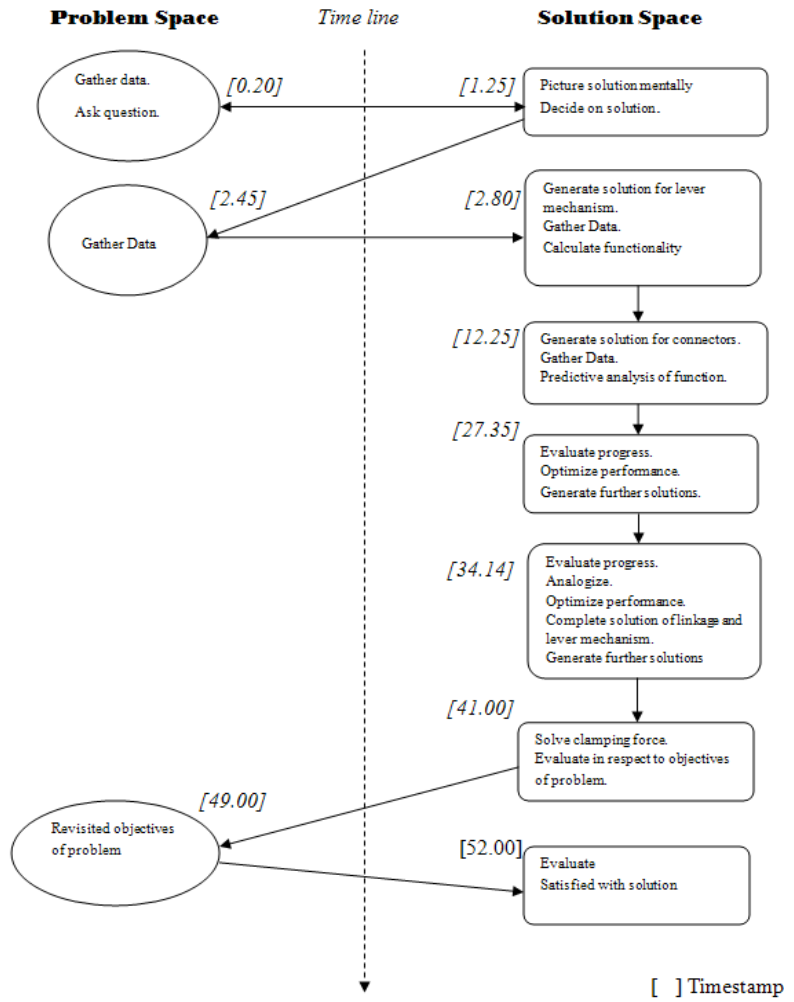 Problem Space
Time line
Solution Space
Gather data.
Ask question.
[0.20]
[1.25]
Picture solution mentally
Decide on solution.
Gather Data
[2.45]
[2.80]
Generate solution for lever
mechanism.
Gather Data.
Calculate functionality
[12.25]
Generate solution for connectors.
Gather Data.
Predictive analysis of function.
[27.35]
Evaluate progress.
Optimize performance.
Generate further solutions.
[34.14]
Evaluate progress.
Analogize.
Optimize performance.
Complete solution of linkage and
lever mechanism.
Generate further solutions
[41.00]
Solve clamping force.
Evaluate in respect to objectives
of problem.
[49.00]
Revisited objectives
of problem
[52.00]
Evaluate
Satisfied with solution
[ ] Timestamp